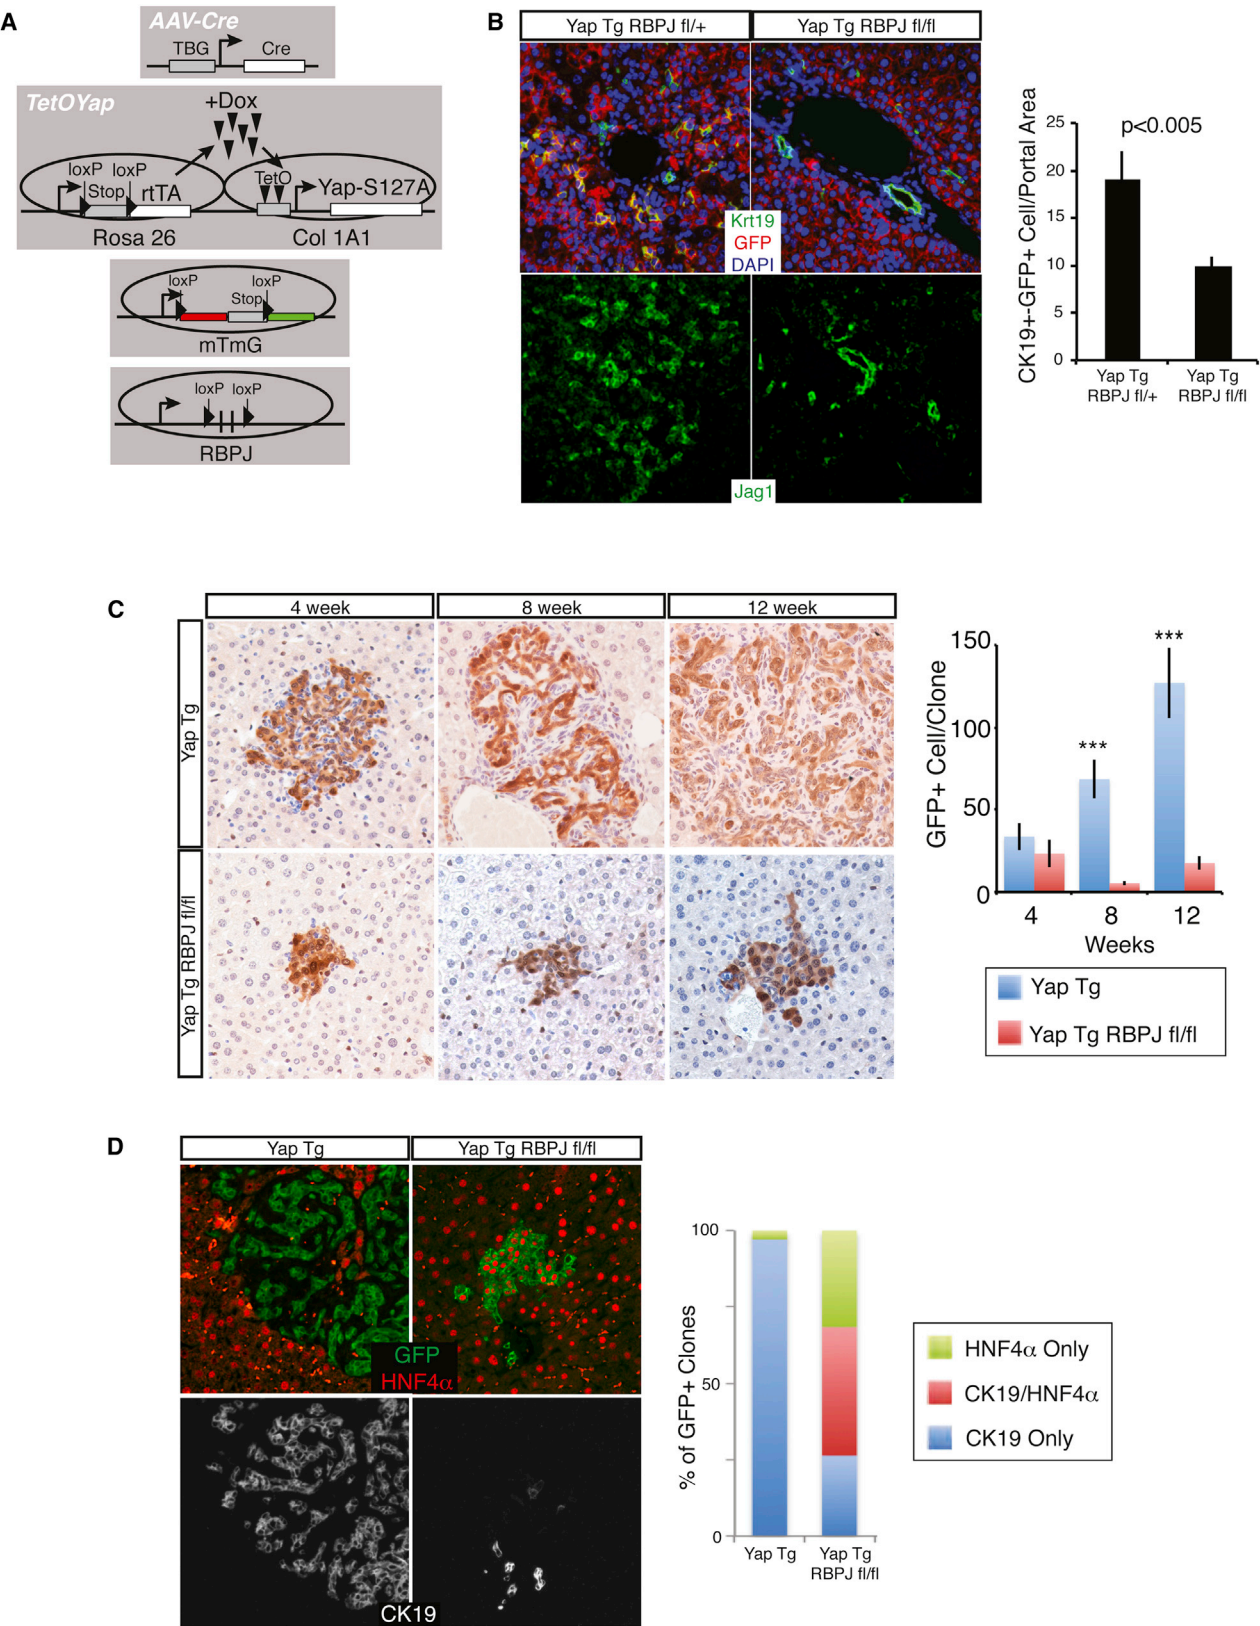 A
AAV-Cre
TBG
Cre
TetOYap
+Dox
loxP loxP
Stop rtTA
TetO
Yap-S127A
Rosa 26
Col 1A1
loxP
loxP
Stop
mTmG
loxP loxP
RBPJ
B
Yap Tg RBPJ fl/+
Yap Tg RBPJ fl/fl
Krt19
GFP
DAPI
Jag1
CK19+-GFP+ Cell/Portal Area
25
20
15
10
5
0
p<0.005
Yap Tg
RBPJ fl/+
Yap Tg
RBPJ fl/fl
C
4 week
8 week
12 week
Yap Tg
Yap Tg RBPJ fl/fl
GFP+ Cell/Clone
150
100
50
0
***
***
4 8 12
Weeks
Yap Tg
Yap Tg RBPJ fl/fl
D
Yap Tg
Yap Tg RBPJ fl/fl
GFP
HNF4α
CK19
% of GFP+ Clones
100
50
0
Yap Tg
Yap Tg
RBPJ fl/fl
HNF4α Only
CK19/HNF4α
CK19 Only